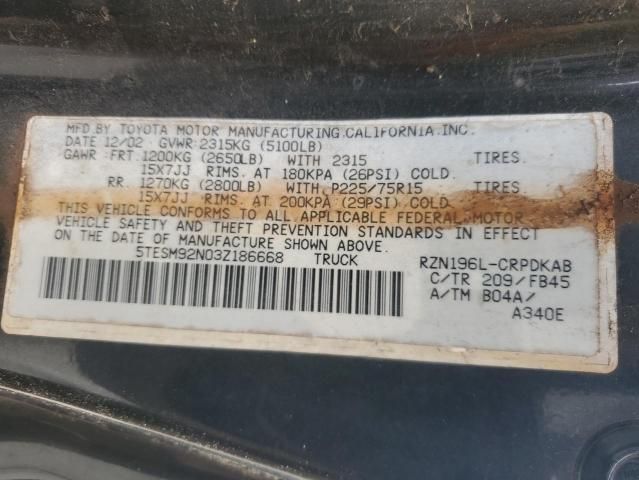 MFD.BY TOYOTA MOTOR MANUFACTURING.CALIFORNIA.INC.
DATE 12/02 GVWR 2315KG (5100LB)
GAWR: FRT. 1200KG (2650LB) WITH 2315 TIRES.
15X7JJ RIMS. AT 180KPA (26PSI) COLD.
RR. 1270KG (2800LB) WITH P225/75R15 TIRES.
15X7JJ RIMS. AT 200KPA (29PSI) COLD.
THIS VEHICLE CONFORMS TO ALL APPLICABLE FEDERAL MOTOR
VEHICLE SAFETY AND THEFT PREVENTION STANDARDS IN EFFECT
ON THE DATE OF MANUFACTURE SHOWN ABOVE.
5TESM92N03Z186668 TRUCK RZN196L-CRPDKAB
C/TR 209/FB45
A/TM B04A/
A340E